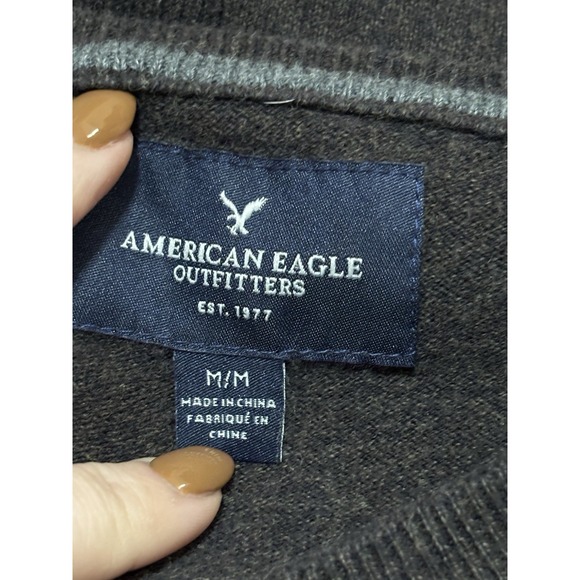 AMERICAN EAGLE
OUTFITTERS
EST. 1977
M/M
MADE IN CHINA
FABRIQUÉ EN
CHINE